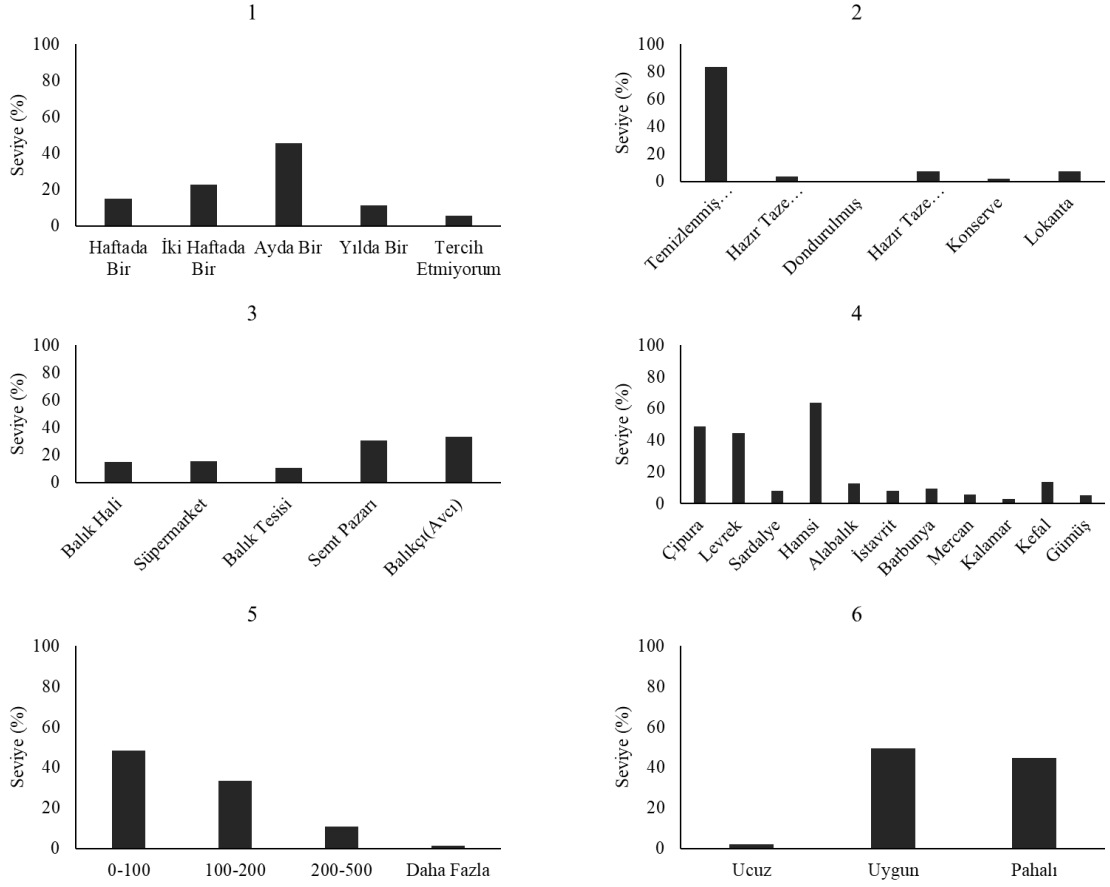 1
100
80
60
40
20
0
Seviye (%)
Haftada Bir
İki Haftada Bir
Ayda Bir
Yılda Bir
Tercih Etmiyorum
2
100
80
60
40
20
0
Seviye (%)
Temizlenmiş…
Hazır Taze…
Dondurulmuş
Hazır Taze…
Konserve
Lokanta
3
100
80
60
40
20
0
Seviye (%)
Balık Hali
Süpermarket
Balık Tesisi
Semt Pazarı
Balıkçı(Avcı)
4
100
80
60
40
20
0
Seviye (%)
Çipura
Levrek
Sardalye
Hamsi
Alabalık
İstavrit
Barbunya
Mercan
Kalamar
Kefal
Gümüş
5
100
80
60
40
20
0
Seviye (%)
0-100
100-200
200-500
Daha Fazla
6
100
80
60
40
20
0
Seviye (%)
Ucuz
Uygun
Pahalı